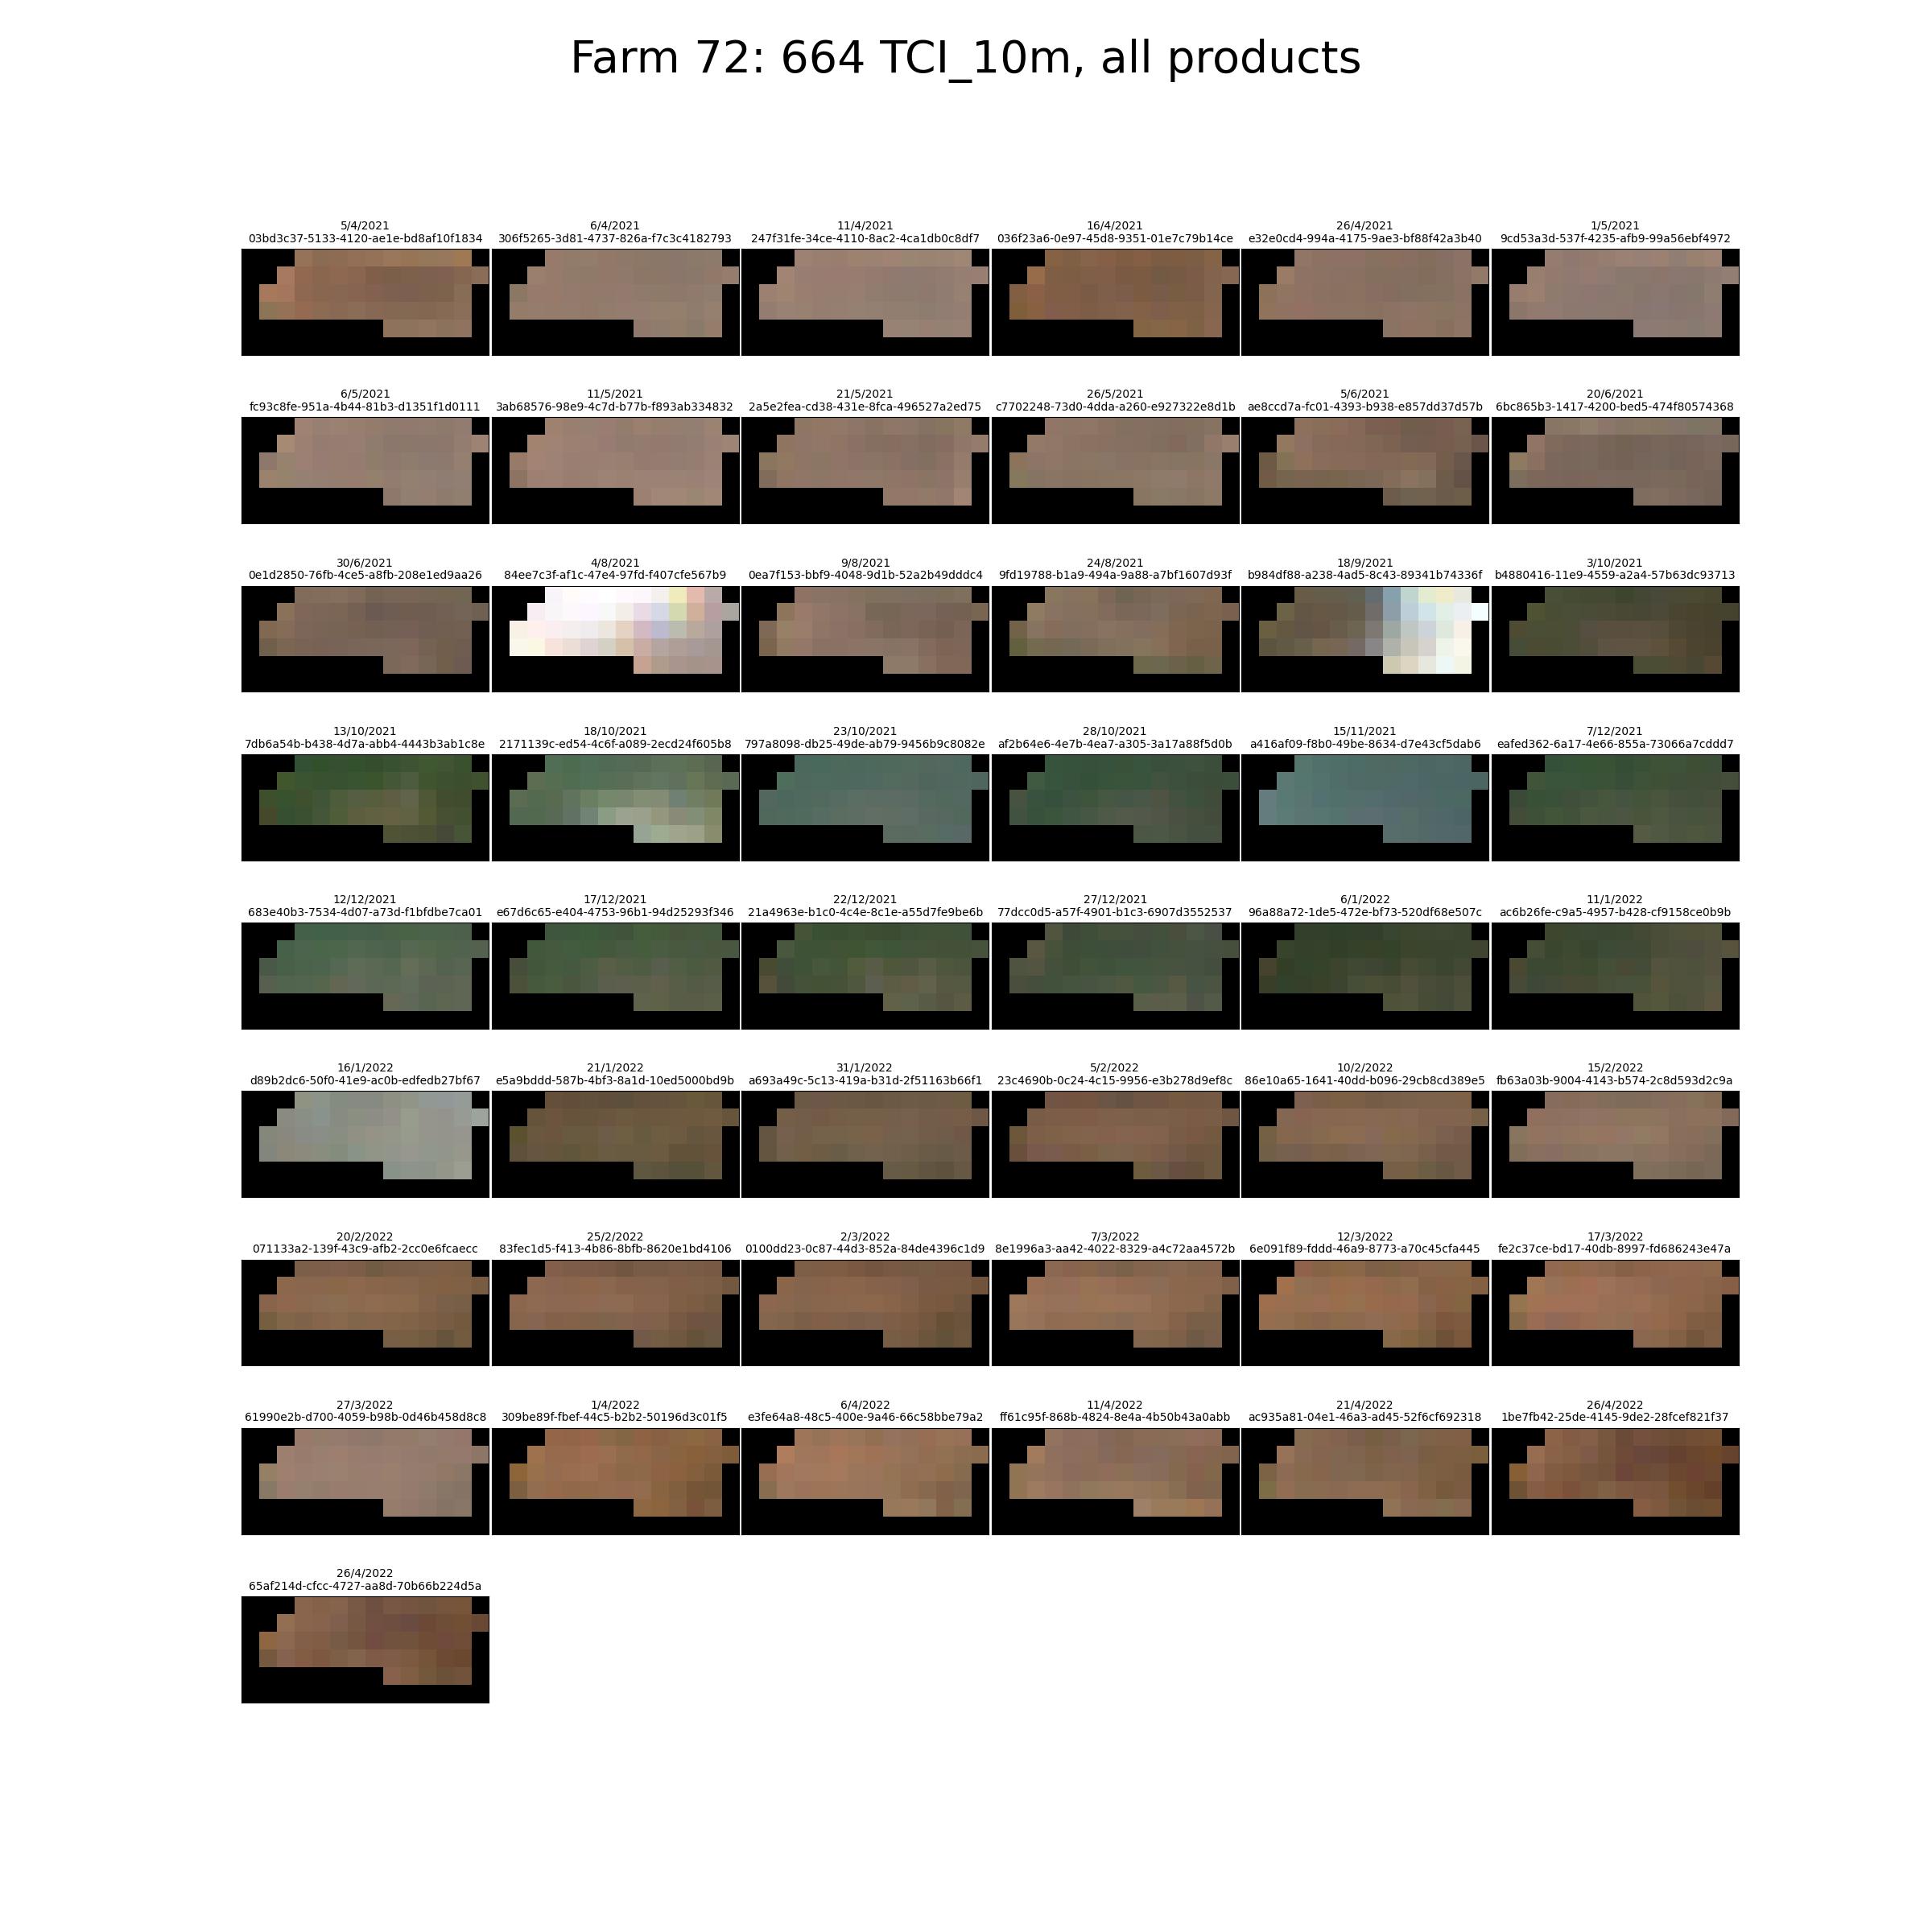 Farm 72: 664 TCI_10m, all products
5/4/2021
03bd3c37-5133-4120-ae1e-bd8af10f1834
6/4/2021
306f5265-3d81-4737-826a-f7c3c4182793
11/4/2021
247f31fe-34ce-4110-8ac2-4ca1db0c8df7
16/4/2021
036f23a6-0e97-45d8-9351-01e7c79b14ce
26/4/2021
e32e0cd4-994a-4175-9ae3-bf88f42a3b40
1/5/2021
9cd53a3d-537f-4235-afb9-99a56ebf4972
6/5/2021
fc93c8fe-951a-4b44-81b3-d1351f1d0111
11/5/2021
3ab68576-98e9-4c7d-b77b-f893ab334832
21/5/2021
2a5e2fea-cd38-431e-8fca-496527a2ed75
26/5/2021
c7702248-73d0-4dda-a260-e927322e8d1b
5/6/2021
ae8ccd7a-fc01-4393-b938-e857dd37d57b
20/6/2021
6bc865b3-1417-4200-bed5-474f80574368
30/6/2021
0e1d2850-76fb-4ce5-a8fb-208e1ed9aa26
4/8/2021
84ee7c3f-af1c-47e4-97fd-f407cfe567b9
9/8/2021
0ea7f153-bbf9-4048-9d1b-52a2b49dddc4
24/8/2021
9fd19788-b1a9-494a-9a88-a7bf1607d93f
18/9/2021
b984df88-a238-4ad5-8c43-89341b74336f
3/10/2021
b4880416-11e9-4559-a2a4-57b63dc93713
13/10/2021
7db6a54b-b438-4d7a-abb4-4443b3ab1c8e
18/10/2021
2171139c-ed54-4c6f-a089-2ecd24f605b8
23/10/2021
797a8098-db25-49de-ab79-9456b9c8082e
28/10/2021
af2b64e6-4e7b-4ea7-a305-3a17a88f5d0b
15/11/2021
a416af09-f8b0-49be-8634-d7e43cf5dab6
7/12/2021
eafed362-6a17-4e66-855a-73066a7cddd7
12/12/2021
683e40b3-7534-4d07-a73d-f1bfdbe7ca01
17/12/2021
e67d6c65-e404-4753-96b1-94d25293f346
22/12/2021
21a4963e-b1c0-4c4e-8c1e-a55d7fe9be6b
27/12/2021
77dcc0d5-a57f-4901-b1c3-6907d3552537
6/1/2022
96a88a72-1de5-472e-bf73-520df68e507c
11/1/2022
ac6b26fe-c9a5-4957-b428-cf9158ce0b9b
16/1/2022
d89b2dc6-50f0-41e9-ac0b-edfedb27bf67
21/1/2022
e5a9bddd-587b-4bf3-8a1d-10ed5000bd9b
31/1/2022
a693a49c-5c13-419a-b31d-2f51163b66f1
5/2/2022
23c4690b-0c24-4c15-9956-e3b278d9ef8c
10/2/2022
86e10a65-1641-40dd-b096-29cb8cd389e5
15/2/2022
fb63a03b-9004-4143-b574-2c8d593d2c9a
20/2/2022
071133a2-139f-43c9-afb2-2cc0e6fcaecc
25/2/2022
83fec1d5-f413-4b86-8bfb-8620e1bd4106
2/3/2022
0100dd23-0c87-44d3-852a-84de4396c1d9
7/3/2022
8e1996a3-aa42-4022-8329-a4c72aa4572b
12/3/2022
6e091f89-fddd-46a9-8773-a70c45cfa445
17/3/2022
fe2c37ce-bd17-40db-8997-fd686243e47a
27/3/2022
61990e2b-d700-4059-b98b-0d46b458d8c8
1/4/2022
309be89f-fbef-44c5-b2b2-50196d3c01f5
6/4/2022
e3fe64a8-48c5-400e-9a46-66c58bbe79a2
11/4/2022
ff61c95f-868b-4824-8e4a-4b50b43a0abb
21/4/2022
ac935a81-04e1-46a3-ad45-52f6cf692318
26/4/2022
1be7fb42-25de-4145-9de2-28fcef821f37
26/4/2022
65af214d-cfcc-4727-aa8d-70b66b224d5a